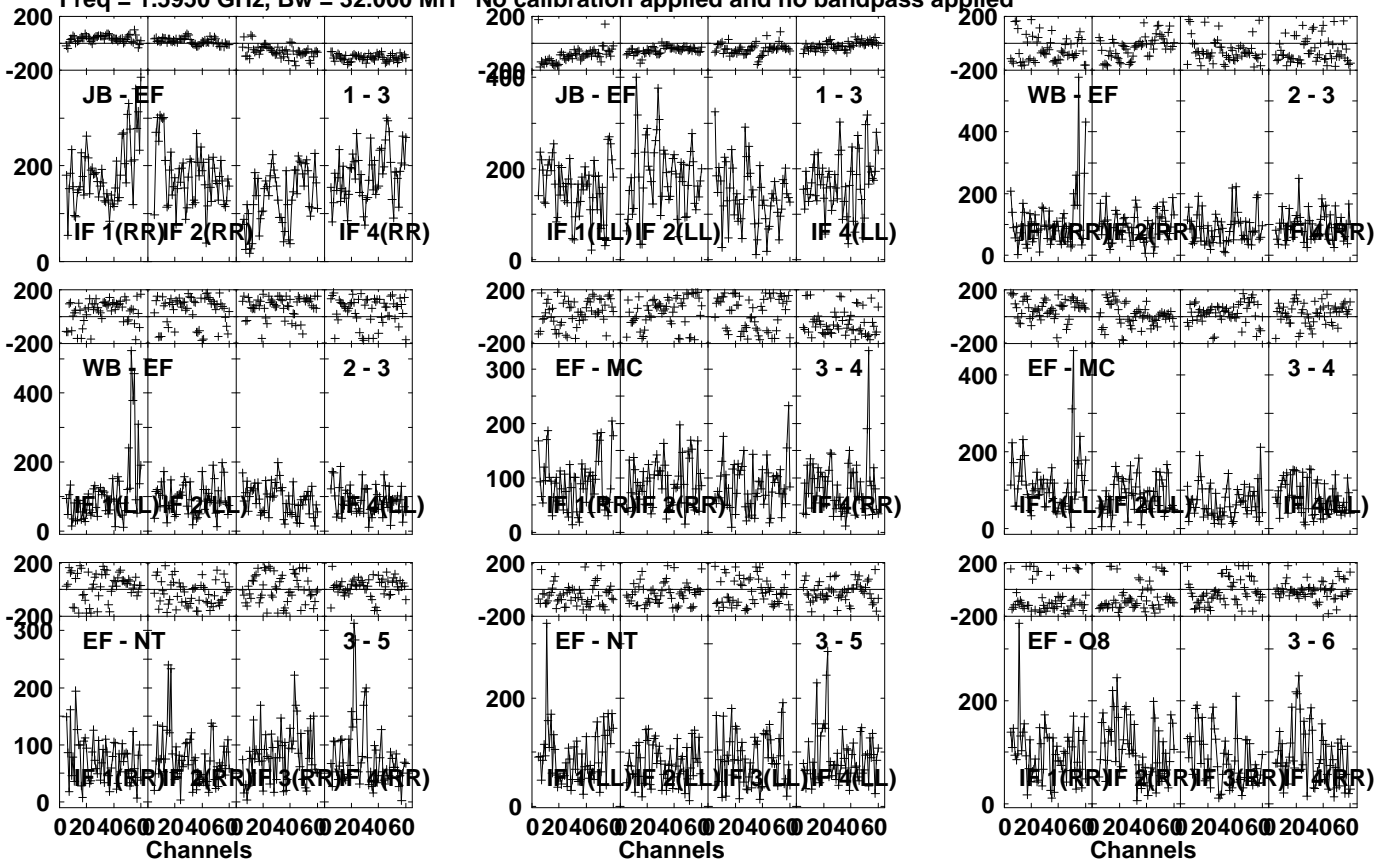 Freq = 1.5950 GHz, Bw = 32.000 MH No calibration applied and no bandpass applied
200
-200
JB - EF 1 - 3
200
0
IF 1(RR) IF 2(RR) IF 4(RR)
200
-200
400
JB - EF 1 - 3
200
0
IF 1(LL) IF 2(LL) IF 4(LL)
200
-200
WB - EF 2 - 3
400
200
0
IF 1(RR) IF 2(RR) IF 4(RR)
200
-200
WB - EF 2 - 3
400
200
0
IF 1(LL) IF 2(LL) IF 4(LL)
200
-200
EF - MC 3 - 4
300
200
100
0
IF 1(RR) IF 2(RR) IF 4(RR)
200
-200
EF - MC 3 - 4
400
200
0
IF 1(LL) IF 2(LL) IF 4(LL)
200
-200
300
EF - NT 3 - 5
200
100
0
IF 1(RR) IF 2(RR) IF 3(RR) IF 4(RR)
0 20 40 60 0 20 40 60 0 20 40 60 0 20 40 60
Channels
200
-200
EF - NT 3 - 5
200
0
IF 1(LL) IF 2(LL) IF 3(LL) IF 4(LL)
0 20 40 60 0 20 40 60 0 20 40 60 0 20 40 60
Channels
200
-200
EF - O8 3 - 6
200
0
IF 1(RR) IF 2(RR) IF 3(RR) IF 4(RR)
0 20 40 60 0 20 40 60 0 20 40 60 0 20 40 60
Channels